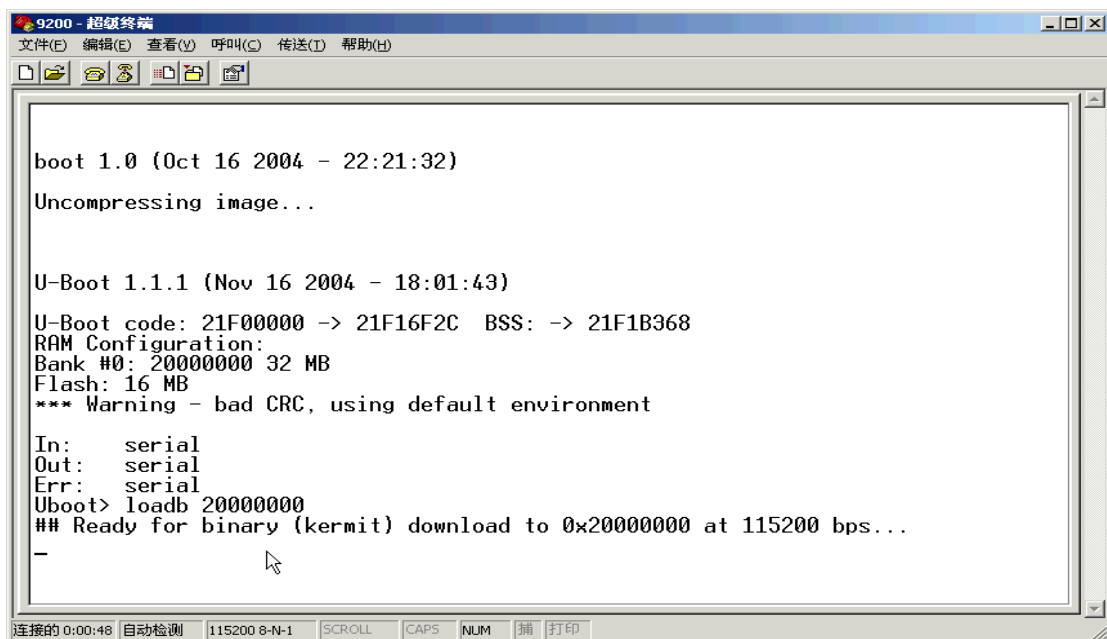 9200 - 超级终端
文件(F) 编辑(E) 查看(V) 呼叫(C) 传送(T) 帮助(H)
boot 1.0 (Oct 16 2004 - 22:21:32)
Uncompressing image...
U-Boot 1.1.1 (Nov 16 2004 - 18:01:43)
U-Boot code: 21F00000 -> 21F16F2C  BSS: -> 21F1B368
RAM Configuration:
Bank #0: 20000000 32 MB
Flash: 16 MB
*** Warning - bad CRC, using default environment
In:    serial
Out:   serial
Err:   serial
Uboot> loadb 20000000
## Ready for binary (kermit) download to 0x20000000 at 115200 bps...
连接的 0:00:48 自动检测 115200 8-N-1 SCROLL CAPS NUM 捕 打印